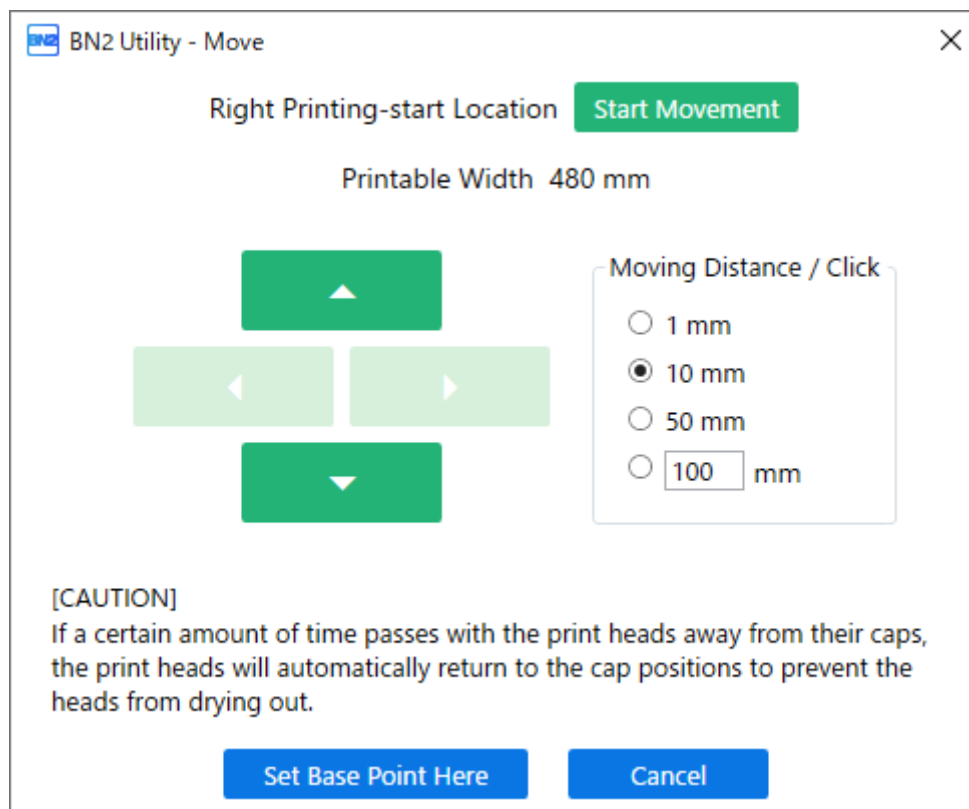 BN2 BN2 Utility - Move
Right Printing-start Location Start Movement
Printable Width 480 mm
Moving Distance / Click
1 mm
10 mm
50 mm
100 mm
[CAUTION]
If a certain amount of time passes with the print heads away from their caps,
the print heads will automatically return to the cap positions to prevent the
heads from drying out.
Set Base Point Here Cancel